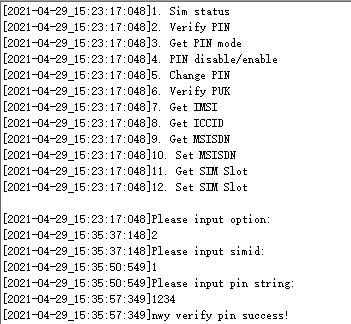 [2021-04-29_15:23:17:048]1. Sim status
[2021-04-29_15:23:17:048]2. Verify PIN
[2021-04-29_15:23:17:048]3. Get PIN mode
[2021-04-29_15:23:17:048]4. PIN disable/enable
[2021-04-29_15:23:17:048]5. Change PIN
[2021-04-29_15:23:17:048]6. Verify PUK
[2021-04-29_15:23:17:048]7. Get IMSI
[2021-04-29_15:23:17:048]8. Get ICCID
[2021-04-29_15:23:17:048]9. Get MSISDN
[2021-04-29_15:23:17:048]10. Set MSISDN
[2021-04-29_15:23:17:048]11. Get SIM Slot
[2021-04-29_15:23:17:048]12. Set SIM Slot
[2021-04-29_15:23:17:048]Please input option:
[2021-04-29_15:35:37:148]2
[2021-04-29_15:35:37:148]Please input simid:
[2021-04-29_15:35:50:549]1
[2021-04-29_15:35:50:549]Please input pin string:
[2021-04-29_15:35:57:349]1234
[2021-04-29_15:35:57:349]nwy verify pin success!